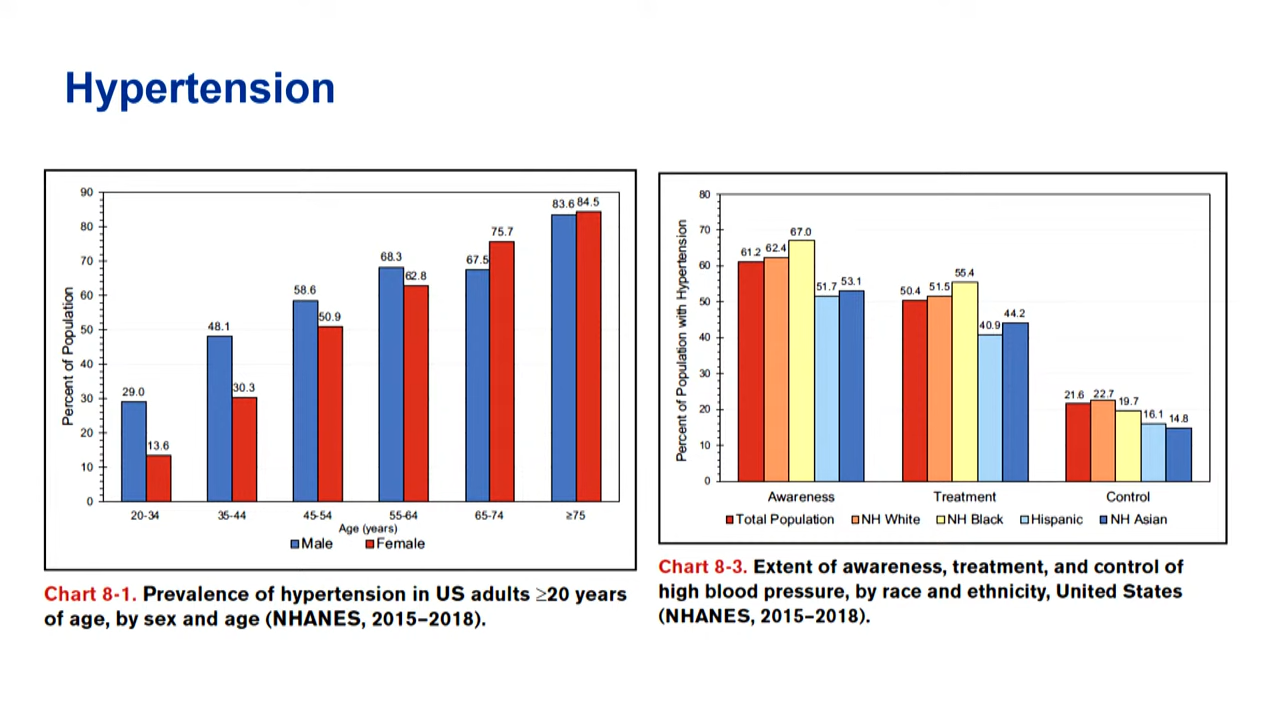 Hypertension
90
80
70
60
50
40
30
20
10
0
Percent of Population
29.0
13.6
48.1
30.3
58.6
50.9
68.3
62.8
67.5
75.7
83.6
84.5
20-34
35-44
45-54
55-64
65-74
≥75
Age (years)
Male
Female
Chart 8-1. Prevalence of hypertension in US adults ≥20 years
of age, by sex and age (NHANES, 2015–2018).
80
70
60
50
40
30
20
10
0
Percent of Population with Hypertension
61.2
62.4
67.0
51.7
53.1
50.4
51.5
55.4
40.9
44.2
21.6
22.7
19.7
16.1
14.8
Awareness
Treatment
Control
Total Population
NH White
NH Black
Hispanic
NH Asian
Chart 8-3. Extent of awareness, treatment, and control of
high blood pressure, by race and ethnicity, United States
(NHANES, 2015–2018).